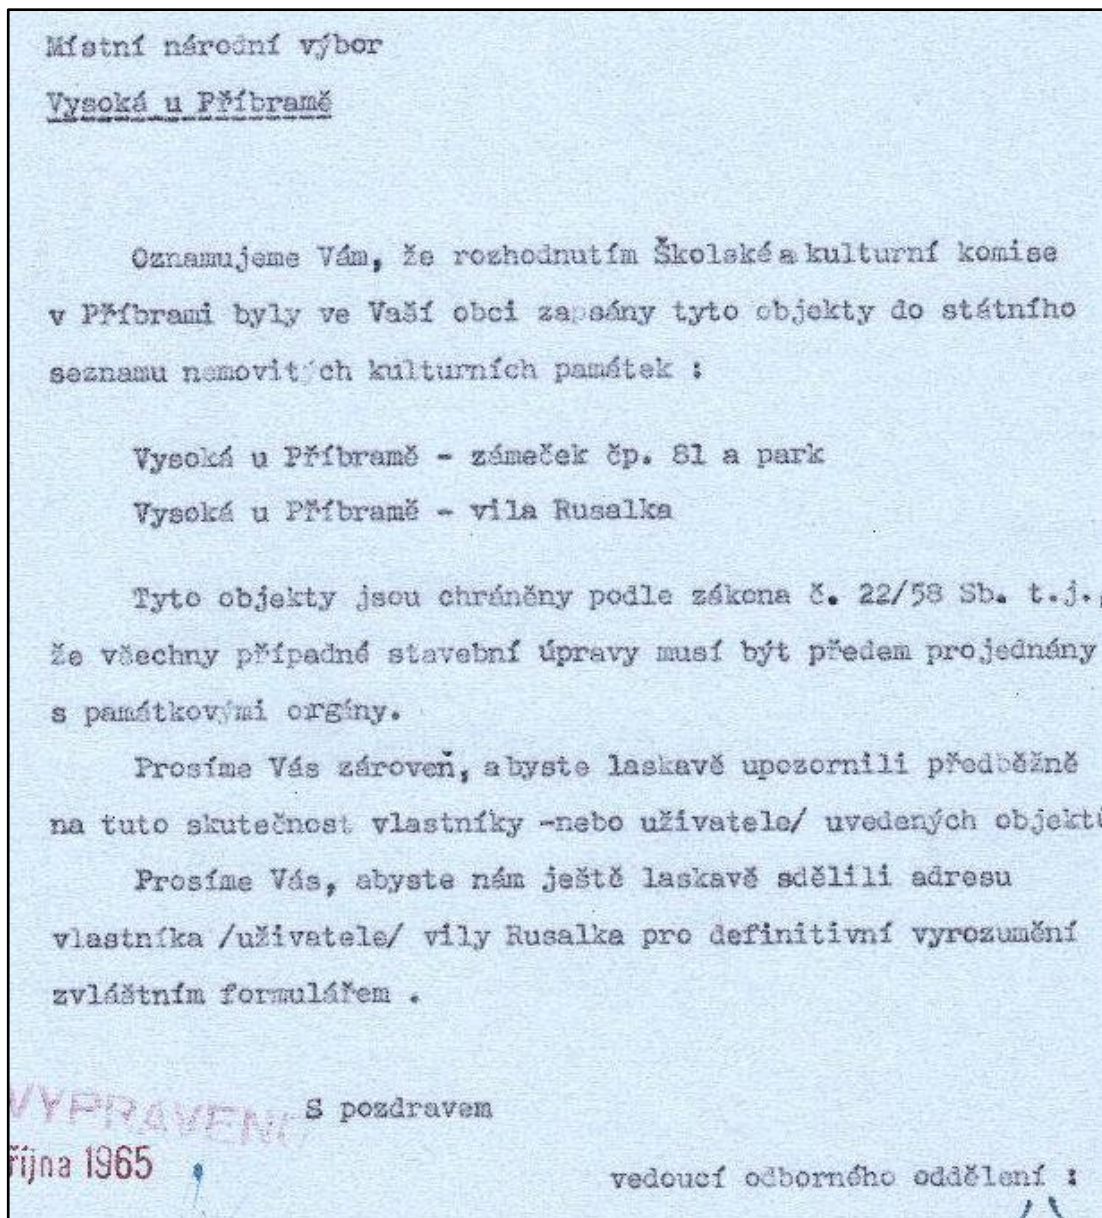 Místní národní výbor
Vysoká u Příbramě
Oznamujeme Vám, že rozhodnutím Školské a kulturní komise
v Příbrami byly ve Vaší obci zapsány tyto objekty do státního
seznamu nemovitých kulturních památek :
Vysoká u Příbramě - zámeček čp. 81 a park
Vysoká u Příbramě - vila Rusalka
Tyto objekty jsou chráněny podle zákona č. 22/58 Sb. t.j.,
že všechny případné stavební úpravy musí být předem projednány
s památkovými orgány.
Prosíme Vás zároveň, abyste laskavě upozornili předběžně
na tuto skutečnost vlastníky -nebo uživatele/ uvedených objektů
Prosíme Vás, abyste nám ještě laskavě sdělili adresu
vlastníka /uživatele/ vily Rusalka pro definitivní vyrozumění
zvláštním formulářem .
VYPRAVENO
S pozdravem
října 1965
vedoucí odborného oddělení :